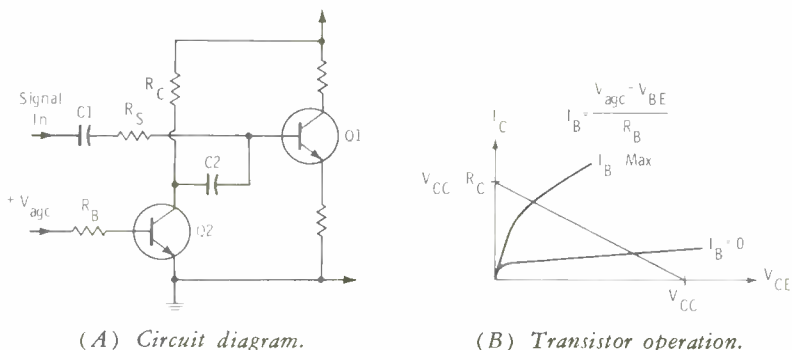 Signal
In
C1
R_S
R_C
Q1
C2
+ V_agc
R_B
Q2
(A) Circuit diagram.
I_C
I_B = (V_agc - V_BE) / R_B
I_B Max
V_CC R_C
I_B = 0
V_CC
V_CE
(B) Transistor operation.